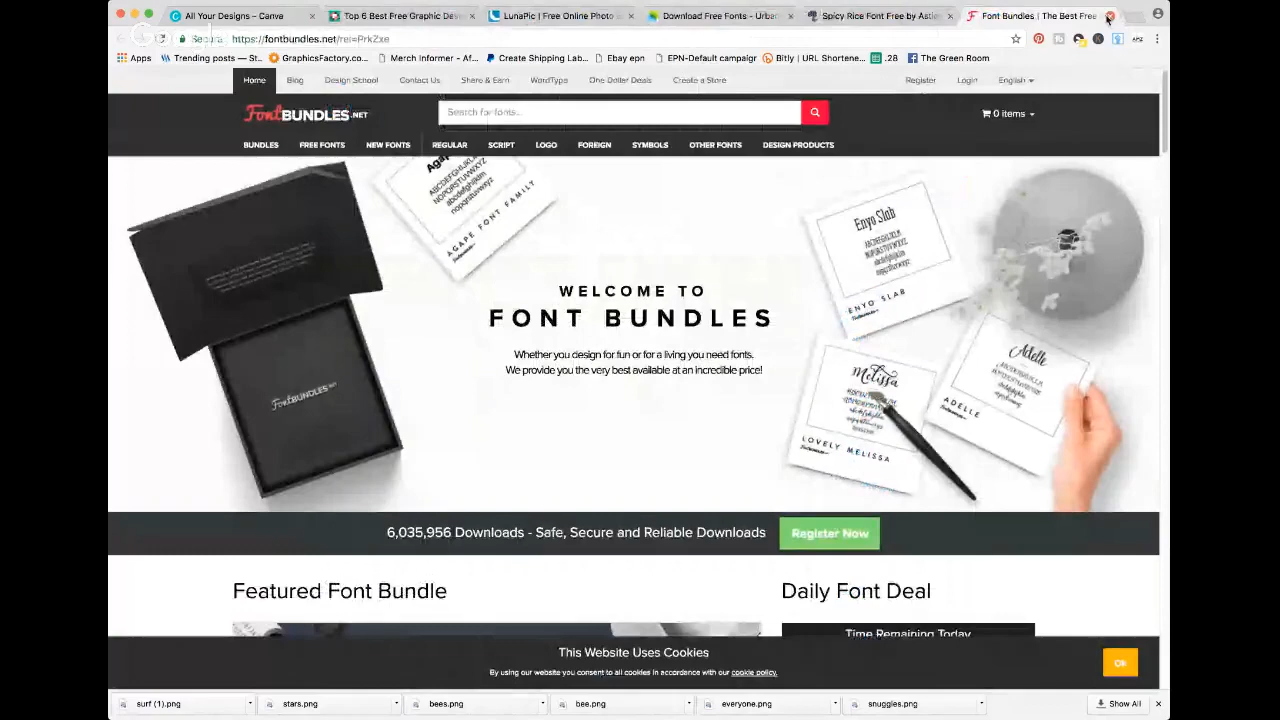 All Your Designs – Canva
Top 6 Best Free Graphic Des
LunaPic | Free Online Photo
Download Free Fonts - Urba
Spicy Rice Font Free by Astie
Font Bundles | The Best Free
Secure
https://fontbundles.net/rel=PrkZxe
Apps
Trending posts — St...
GraphicsFactory.co...
Merch Informer - Af...
Create Shipping Lab...
Ebay epn
EPN-Default campaigr
Bitly | URL Shortene...
.28
The Green Room
Home
Blog
Design School
Contact Us
Share & Earn
WordType
One Dollar Deals
Create a Store
Register
Login
English
FontBUNDLES.NET
Search for fonts...
0 items
BUNDLES
FREE FONTS
NEW FONTS
REGULAR
SCRIPT
LOGO
FOREIGN
SYMBOLS
OTHER FONTS
DESIGN PRODUCTS
AGAPE FONT FAMILY
Enyo Slab
ENYO SLAB
Melissa
LOVELY MELISSA
Adelle
ADELLE
FontBUNDLES.NET
WELCOME TO
FONT BUNDLES
Whether you design for fun or for a living you need fonts.
We provide you the very best available at an incredible price!
6,035,956 Downloads - Safe, Secure and Reliable Downloads
Register Now
Featured Font Bundle
Daily Font Deal
Time Remaining Today
This Website Uses Cookies
By using our website you consent to all cookies in accordance with our cookie policy.
Ok
surf (1).png
stars.png
bees.png
bee.png
everyone.png
snuggles.png
Show All